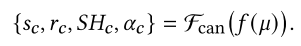 {s_c, r_c, SH_c, α_c} = ℱ_can(f(μ)).